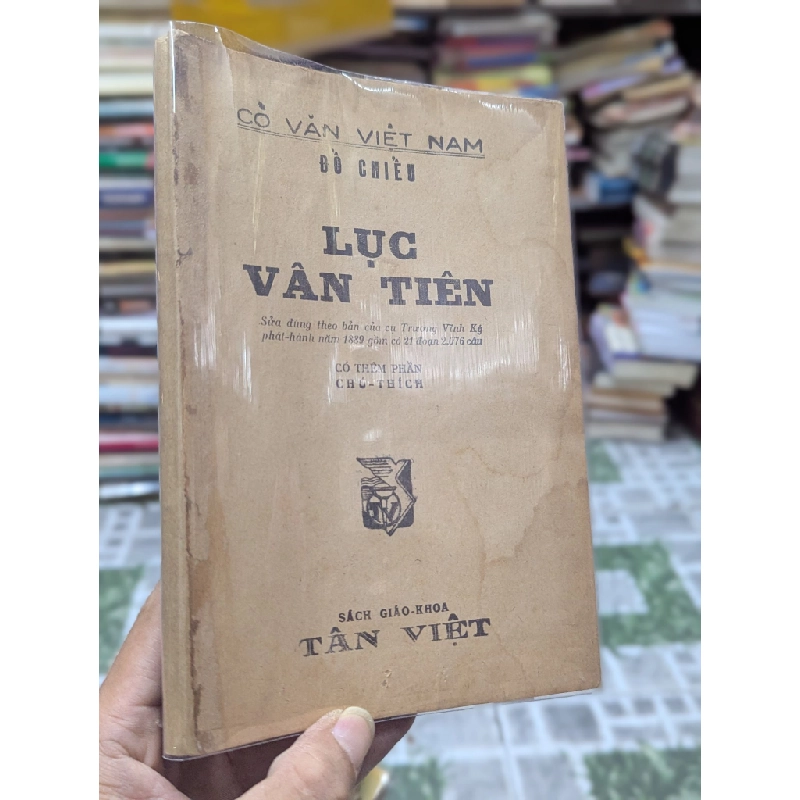 CỔ VĂN VIỆT NAM
ĐỒ CHIỂU
LỤC
VÂN TIÊN
Sửa đúng theo bản của cụ Trương Vĩnh Ký
phát-hành năm 1889 gồm có 21 đoạn 2.076 câu
CÓ THÊM PHẦN
CHÚ-THÍCH
TV
SÁCH GIÁO-KHOA
TÂN VIỆT